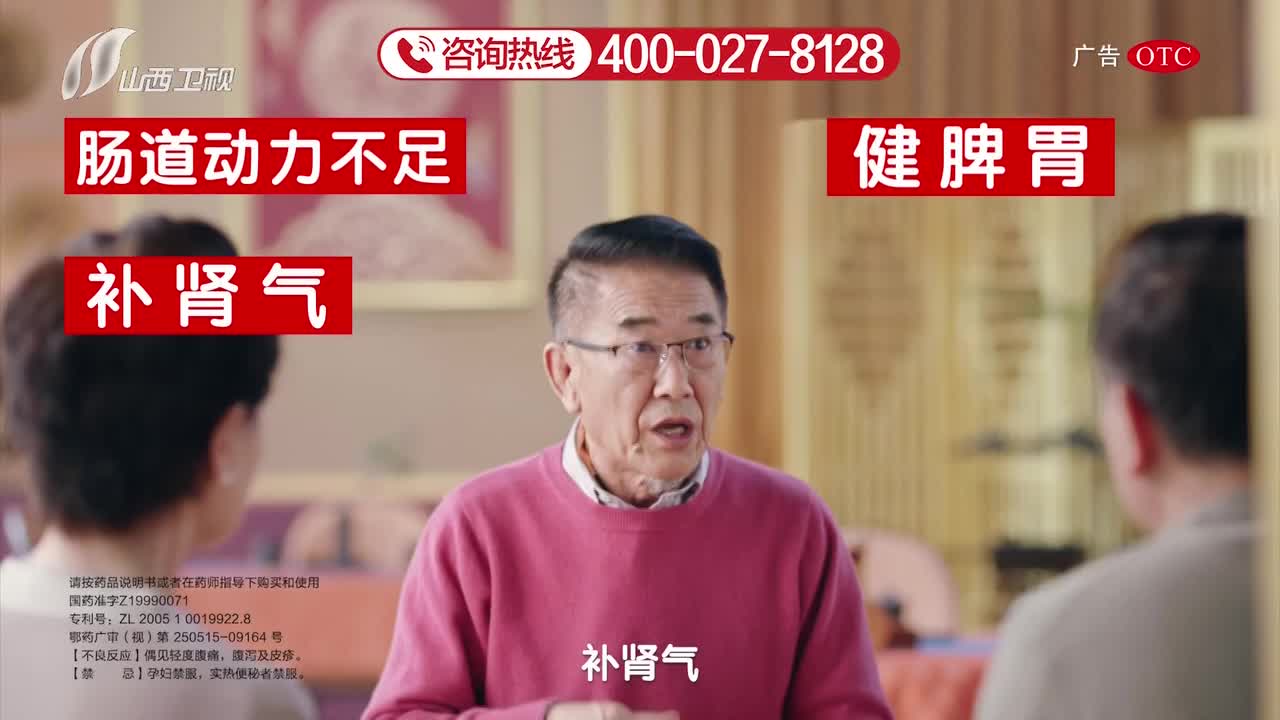 山西卫视
咨询热线 400-027-8128
广告 OTC
肠道动力不足
健脾胃
补肾气
请按药品说明书或者在药师指导下购买和使用
国药准字Z19990071
专利号：ZL 2005 1 0019922.8
鄂药广审（视）第 250515-09164 号
【不良反应】偶见轻度腹痛，腹泻及皮疹。
【禁　　忌】孕妇禁服，实热便秘者禁服。
补肾气